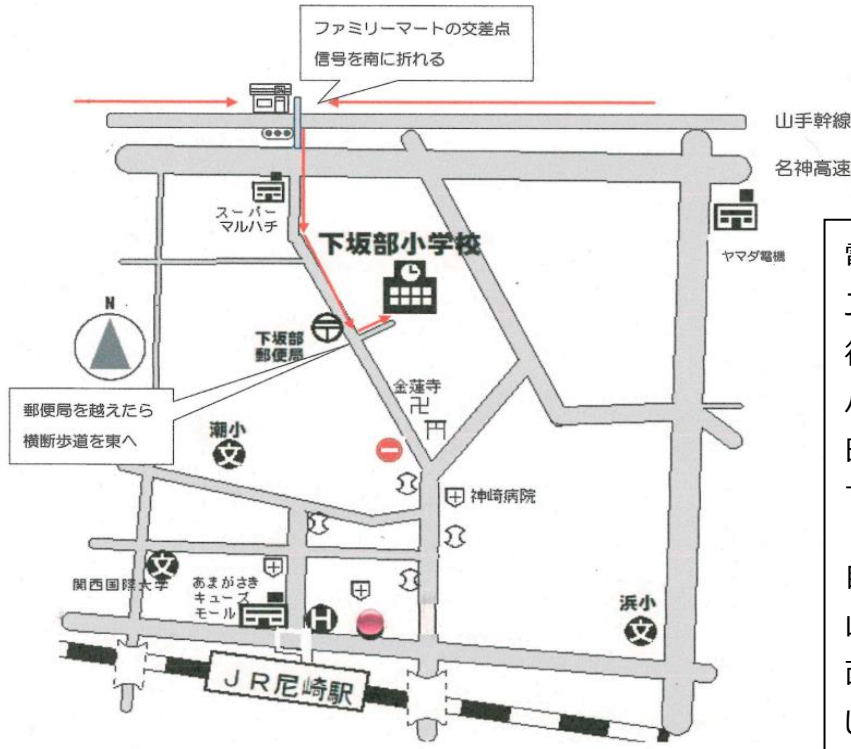 ファミリーマートの交差点
信号を南に折れる
山手幹線
名神高速
スーパー
マルハチ
下坂部小学校
ヤマダ電機
N
〒
下坂部
郵便局
郵便局を越えたら
横断歩道を東へ
金蓮寺
潮小
文
神崎病院
文
関西国際大学
あまがさき
キューズ
モール
H
浜小
文
JR尼崎駅